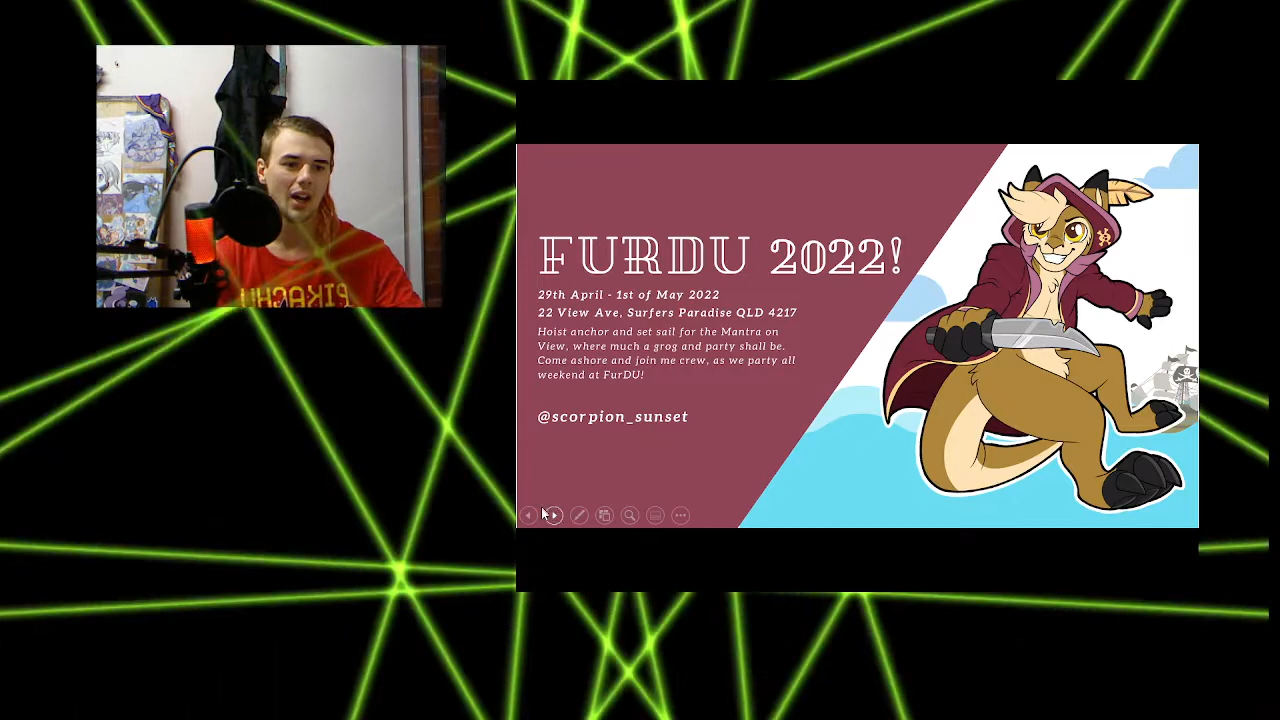 FURDU 2022!
29th April - 1st of May 2022
22 View Ave, Surfers Paradise QLD 4217
Hoist anchor and set sail for the Mantra on
View, where much a grog and party shall be.
Come ashore and join me crew, as we party all
weekend at FurDU!
@scorpion_sunset
PIKACHU